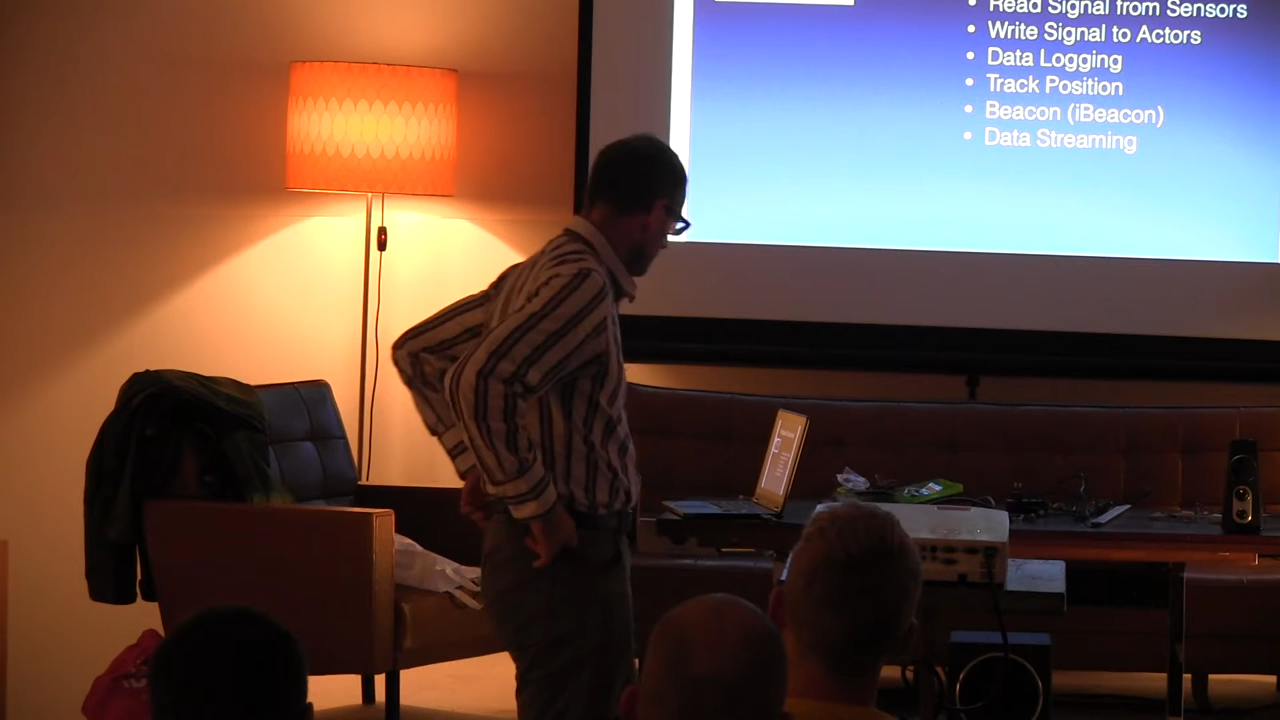 • Read Signal from Sensors
• Write Signal to Actors
• Data Logging
• Track Position
• Beacon (iBeacon)
• Data Streaming